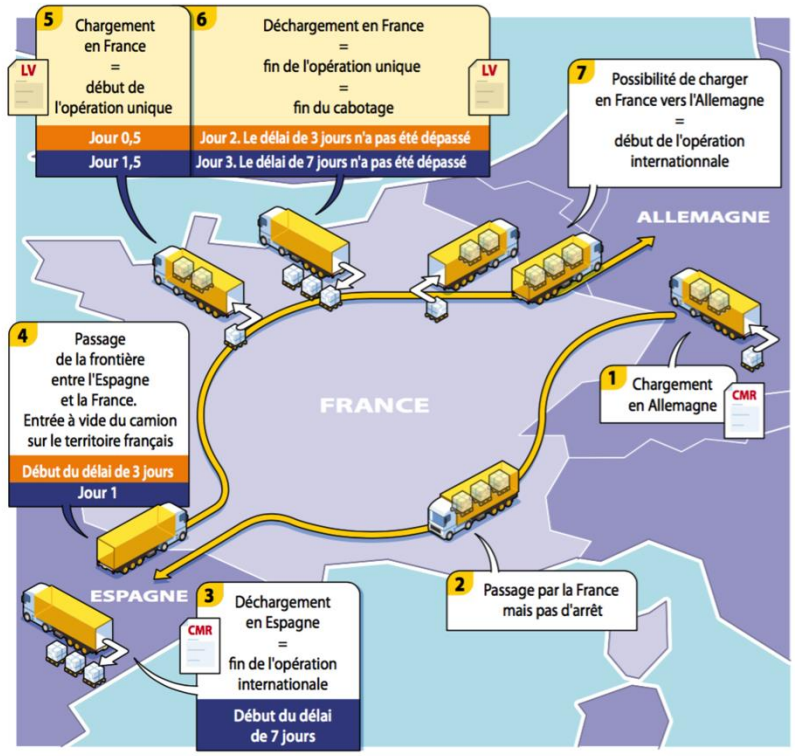 5
Chargement
en France
=
début de
l'opération unique
LV
Jour 0,5
Jour 1,5
6
Déchargement en France
=
fin de l'opération unique
=
fin du cabotage
LV
Jour 2. Le délai de 3 jours n'a pas été dépassé
Jour 3. Le délai de 7 jours n'a pas été dépassé
7
Possibilité de charger
en France vers l'Allemagne
=
début de l'opération
internationnale
ALLEMAGNE
4
Passage
de la frontière
entre l'Espagne
et la France.
Entrée à vide du camion
sur le territoire français
Début du délai de 3 jours
Jour 1
FRANCE
1
Chargement
en Allemagne
CMR
ESPAGNE
3
Déchargement
en Espagne
=
fin de l'opération
internationale
CMR
Début du délai
de 7 jours
2
Passage par la France
mais pas d'arrêt